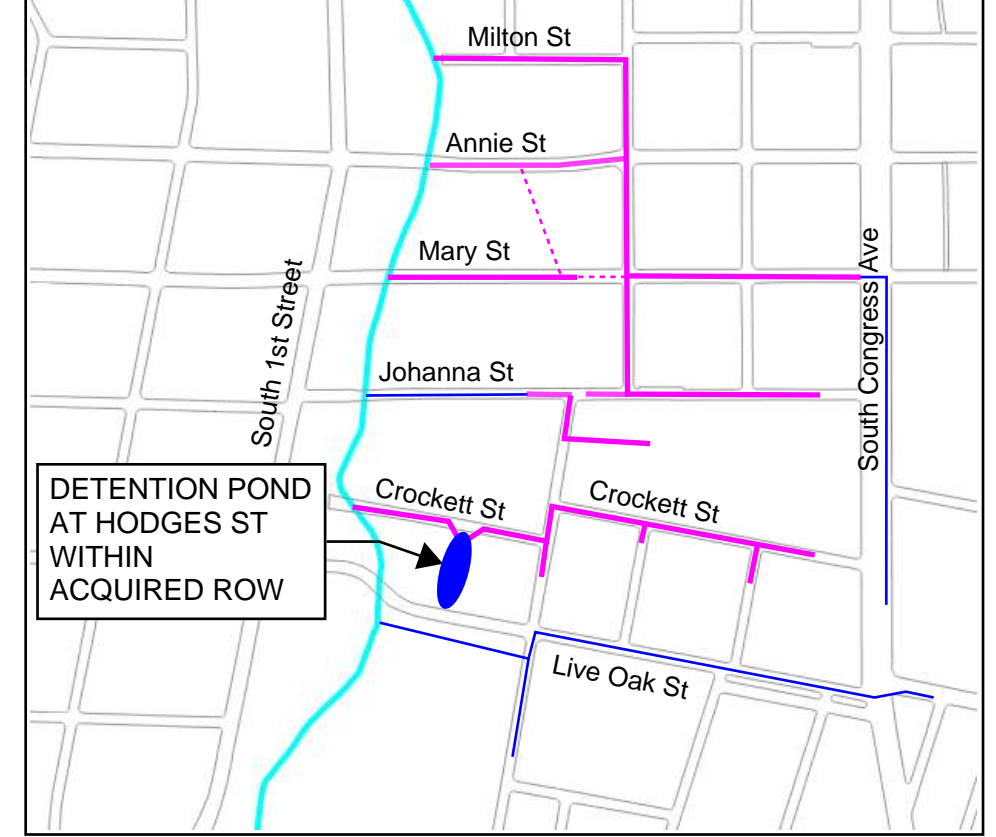 Milton St
Annie St
Mary St
South 1st Street
South Congress Ave
Johanna St
DETENTION POND
AT HODGES ST
WITHIN
ACQUIRED ROW
Crockett St
Crockett St
Live Oak St